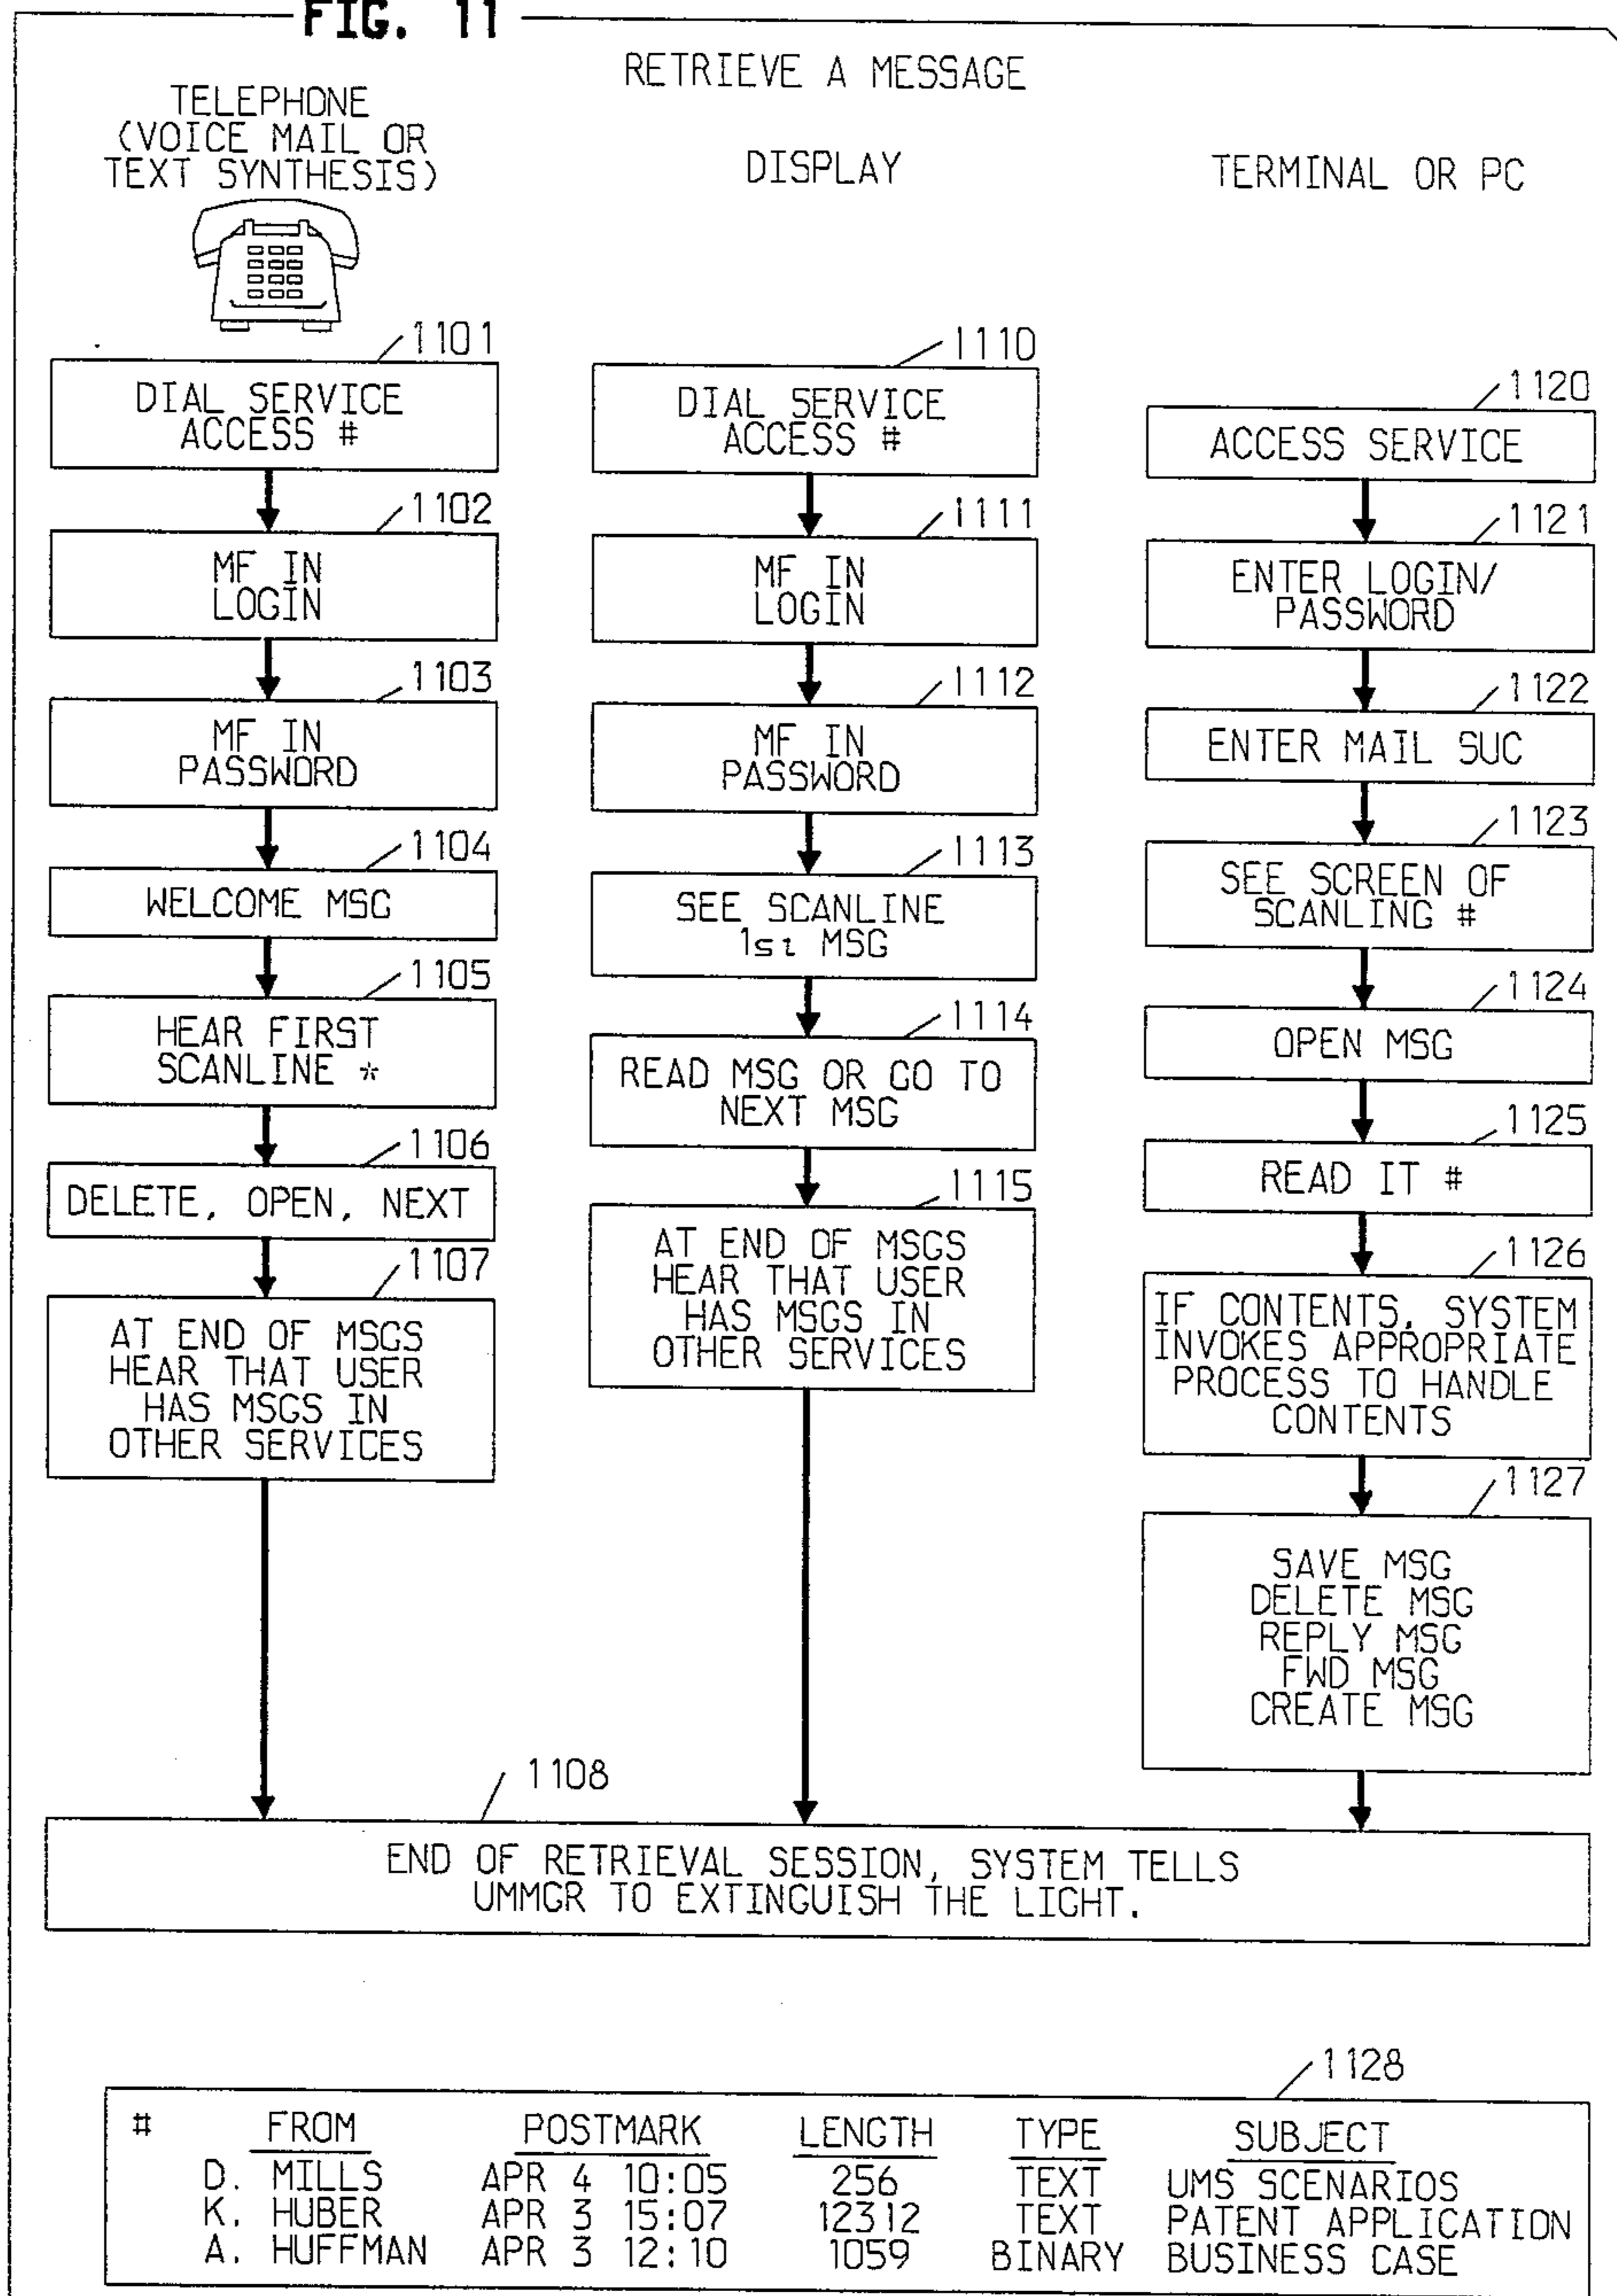 FIG. 11
RETRIEVE A MESSAGE
TELEPHONE
(VOICE MAIL OR
TEXT SYNTHESIS)
1101
DIAL SERVICE
ACCESS #
1102
MF IN
LOGIN
1103
MF IN
PASSWORD
1104
WELCOME MSG
1105
HEAR FIRST
SCANLINE *
1106
DELETE, OPEN, NEXT
1107
AT END OF MSGS
HEAR THAT USER
HAS MSGS IN
OTHER SERVICES
DISPLAY
1110
DIAL SERVICE
ACCESS #
1111
MF IN
LOGIN
1112
MF IN
PASSWORD
1113
SEE SCANLINE
1st MSG
1114
READ MSG OR GO TO
NEXT MSG
1115
AT END OF MSGS
HEAR THAT USER
HAS MSGS IN
OTHER SERVICES
TERMINAL OR PC
1120
ACCESS SERVICE
1121
ENTER LOGIN/
PASSWORD
1122
ENTER MAIL SUC
1123
SEE SCREEN OF
SCANLING #
1124
OPEN MSG
1125
READ IT #
1126
IF CONTENTS, SYSTEM
INVOKES APPROPRIATE
PROCESS TO HANDLE
CONTENTS
1127
SAVE MSG
DELETE MSG
REPLY MSG
FWD MSG
CREATE MSG
1108
END OF RETRIEVAL SESSION, SYSTEM TELLS
UMMGR TO EXTINGUISH THE LIGHT.
1128
# FROM POSTMARK LENGTH TYPE SUBJECT
D. MILLS APR 4 10:05 256 TEXT UMS SCENARIOS
K. HUBER APR 3 15:07 12312 TEXT PATENT APPLICATION
A. HUFFMAN APR 3 12:10 1059 BINARY BUSINESS CASE